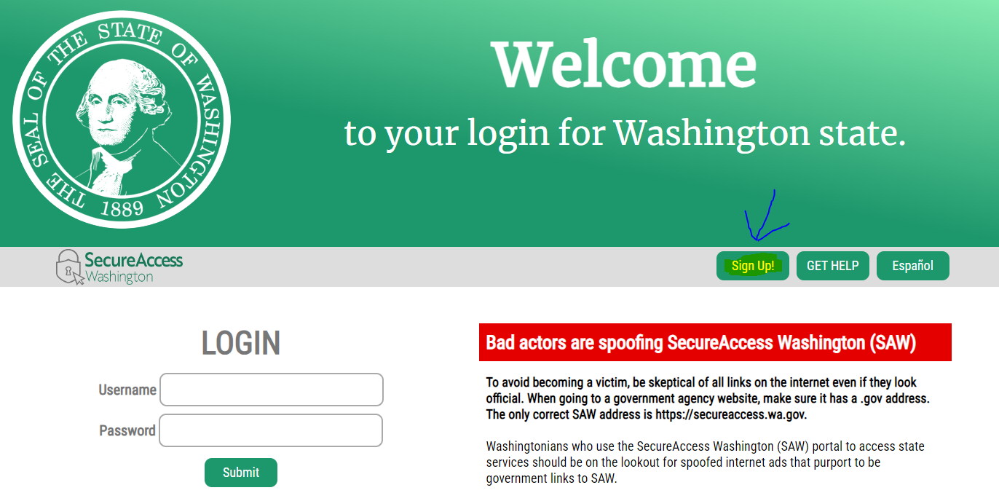 THE SEAL OF THE STATE OF WASHINGTON
1889
Welcome
to your login for Washington state.
SecureAccess
Washington
Sign Up!
GET HELP
Español
LOGIN
Username
Password
Submit
Bad actors are spoofing SecureAccess Washington (SAW)
To avoid becoming a victim, be skeptical of all links on the internet even if they look
official. When going to a government agency website, make sure it has a .gov address.
The only correct SAW address is https://secureaccess.wa.gov.
Washingtonians who use the SecureAccess Washington (SAW) portal to access state
services should be on the lookout for spoofed internet ads that purport to be
government links to SAW.